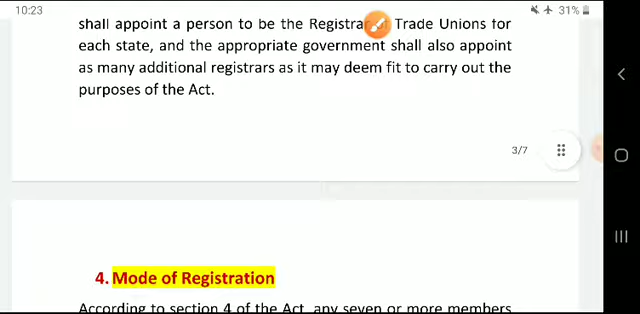 10:23
31%
shall appoint a person to be the Registrar of Trade Unions for
each state, and the appropriate government shall also appoint
as many additional registrars as it may deem fit to carry out the
purposes of the Act.
3/7
4. Mode of Registration
According to section 4 of the Act, any seven or more members